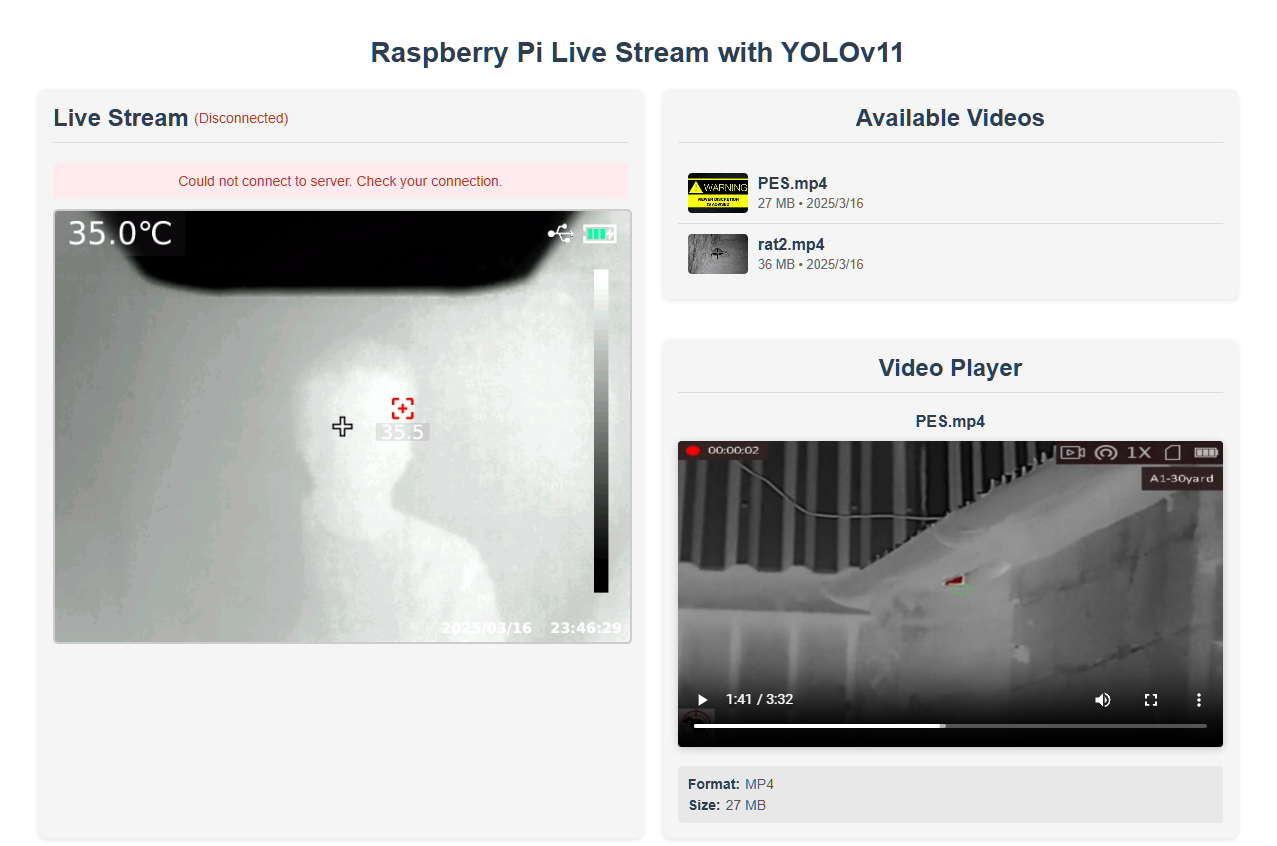 Raspberry Pi Live Stream with YOLOv11
Live Stream (Disconnected)
Could not connect to server. Check your connection.
35.0°C
35.5
2025/03/16 23:46:29
Available Videos
WARNING
PES.mp4
27 MB • 2025/3/16
rat2.mp4
36 MB • 2025/3/16
Video Player
PES.mp4
00:00:02
1X
A1-30yard
1:41 / 3:32
Format: MP4
Size: 27 MB